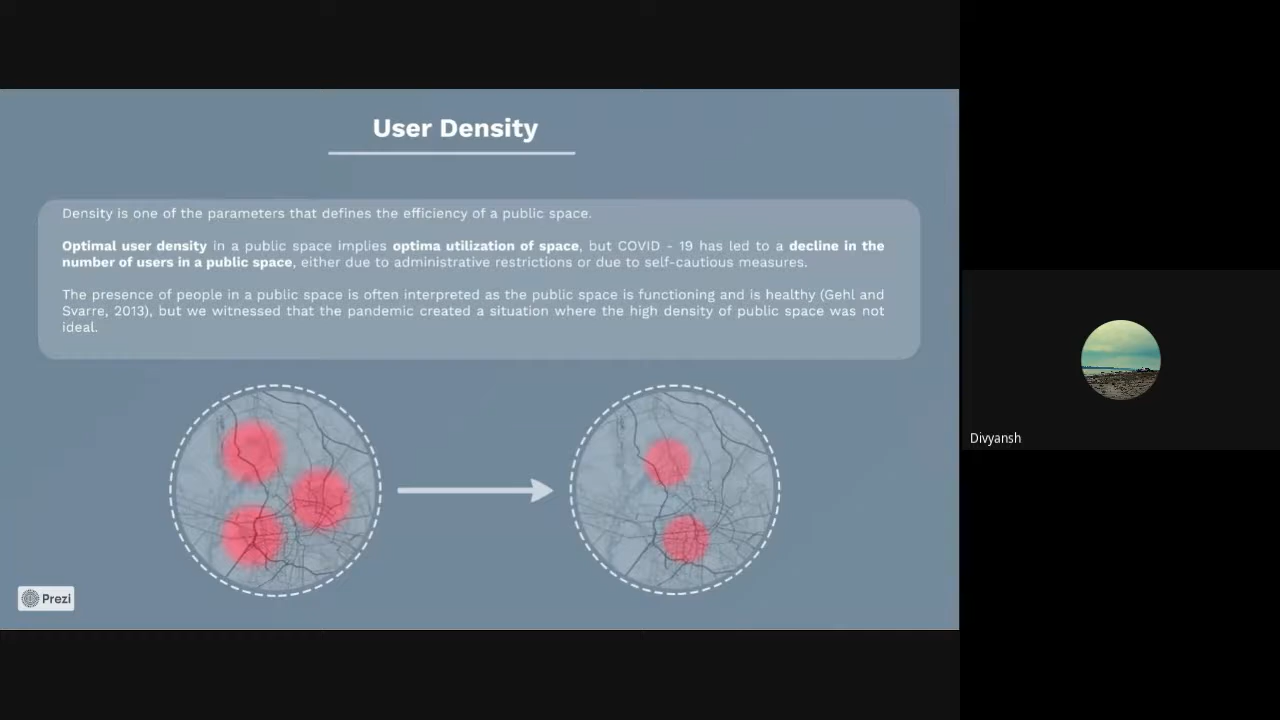 User Density
Density is one of the parameters that defines the efficiency of a public space.
Optimal user density in a public space implies optima utilization of space, but COVID - 19 has led to a decline in the
number of users in a public space, either due to administrative restrictions or due to self-cautious measures.
The presence of people in a public space is often interpreted as the public space is functioning and is healthy (Gehl and
Svarre, 2013), but we witnessed that the pandemic created a situation where the high density of public space was not
ideal.
Divyansh
Prezi